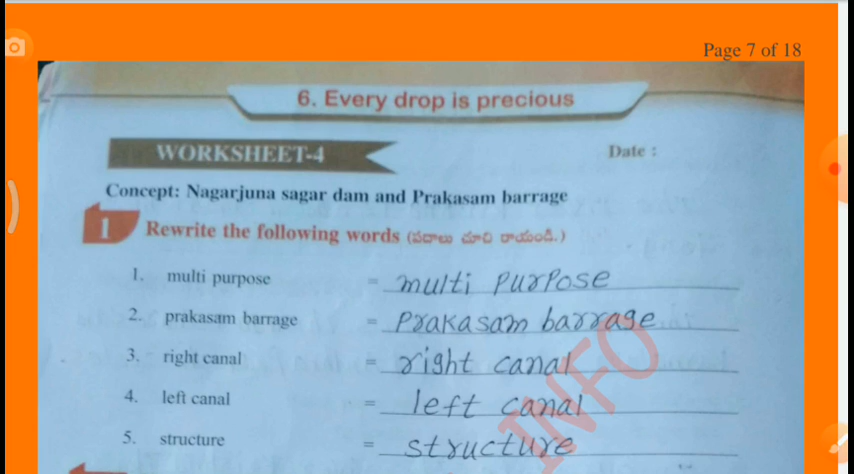 Page 7 of 18
6. Every drop is precious
WORKSHEET-4
Date :
Concept: Nagarjuna sagar dam and Prakasam barrage
1 Rewrite the following words (పదాలు చూచి రాయండి.)
1. multi purpose = multi purpose
2. prakasam barrage = prakasam barrage
3. right canal = right canal
4. left canal = left canal
5. structure = structure
INFO